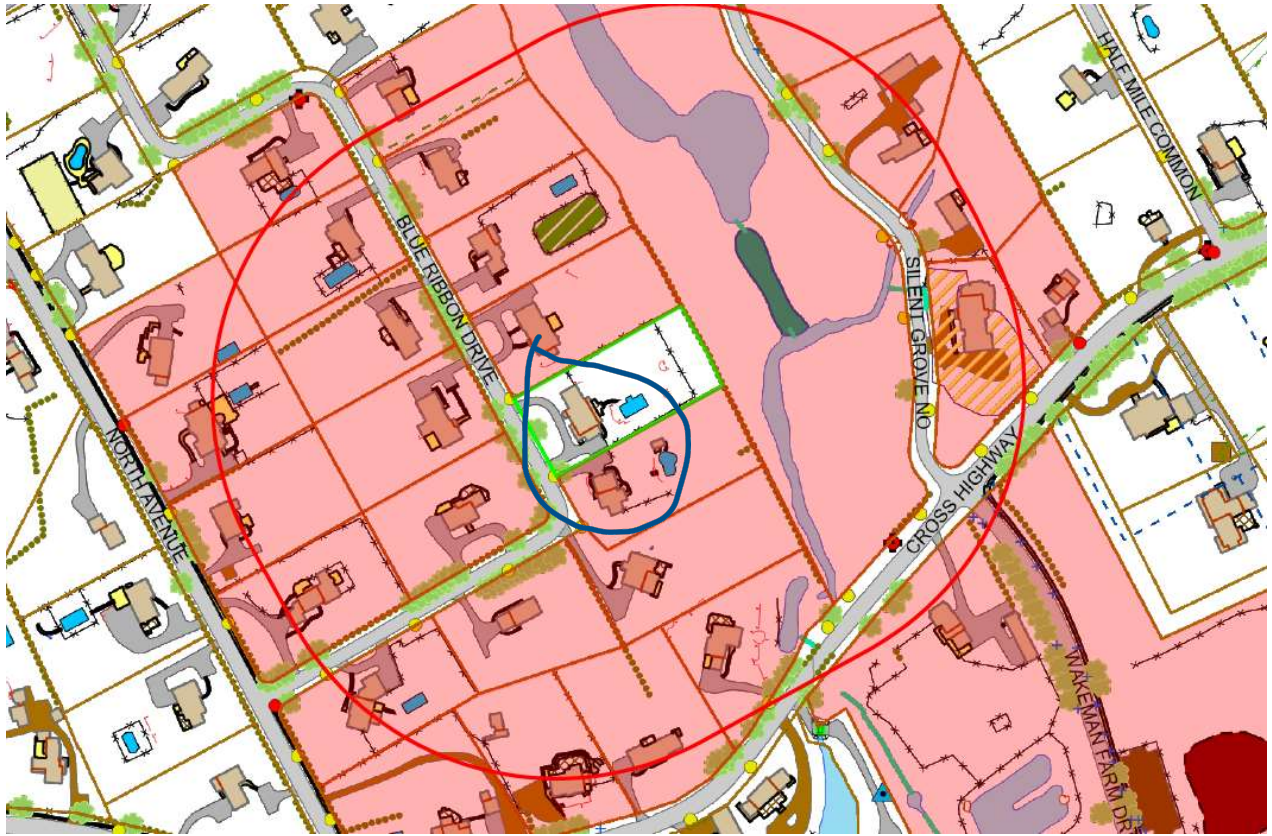 HALF MILE COMMON
BLUE RIBBON DRIVE
SILENT GROVE NO
NORTH AVENUE
CROSS HIGHWAY
WAKEMAN FARM DR